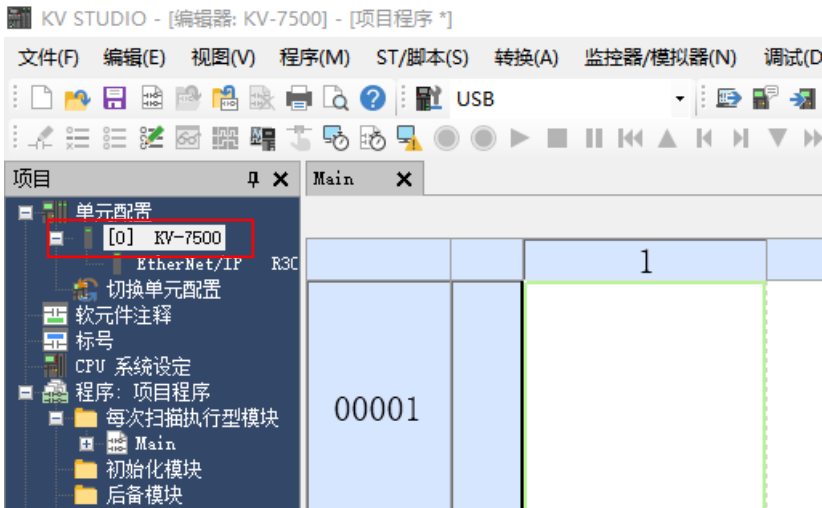 KV STUDIO - [编辑器: KV-7500] - [项目程序 *]
文件(F) 编辑(E) 视图(V) 程序(M) ST/脚本(S) 转换(A) 监控器/模拟器(N) 调试(D
USB
项目
Main
单元配置
[0] KV-7500
EtherNet/IP R30
切换单元配置
软元件注释
标号
CPU 系统设定
程序: 项目程序
每次扫描执行型模块
Main
初始化模块
后备模块
1
00001